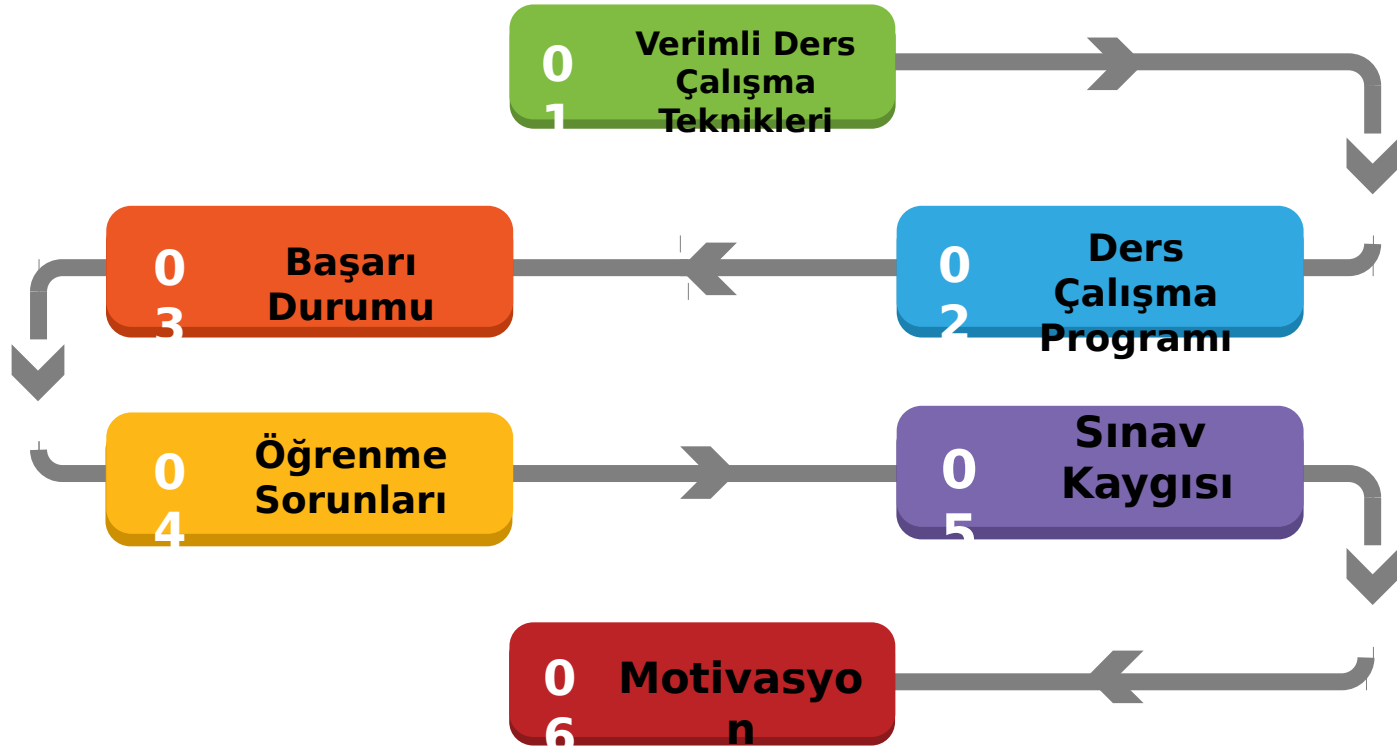 01
Verimli Ders
Çalışma
Teknikleri
02
Ders
Çalışma
Programı
03
Başarı
Durumu
04
Öğrenme
Sorunları
05
Sınav
Kaygısı
06
Motivasyo
n